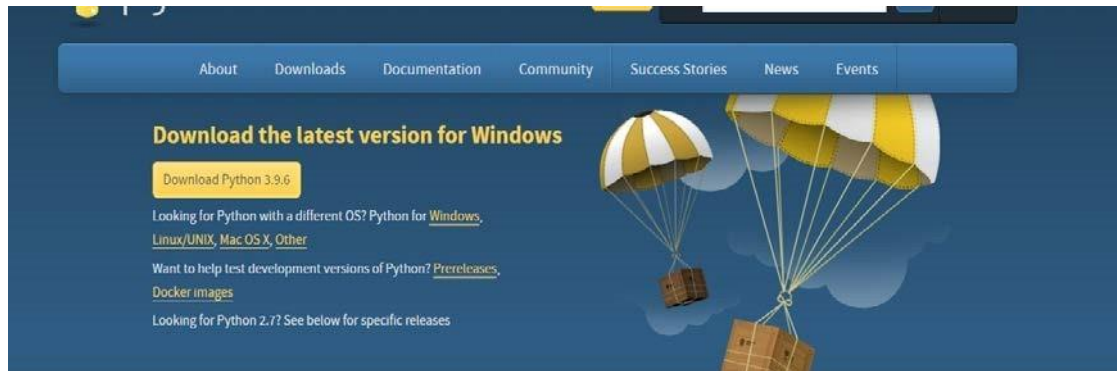 About Downloads Documentation Community Success Stories News Events
Download the latest version for Windows
Download Python 3.9.6
Looking for Python with a different OS? Python for Windows,
Linux/UNIX, Mac OS X, Other
Want to help test development versions of Python? Prereleases,
Docker images
Looking for Python 2.7? See below for specific releases